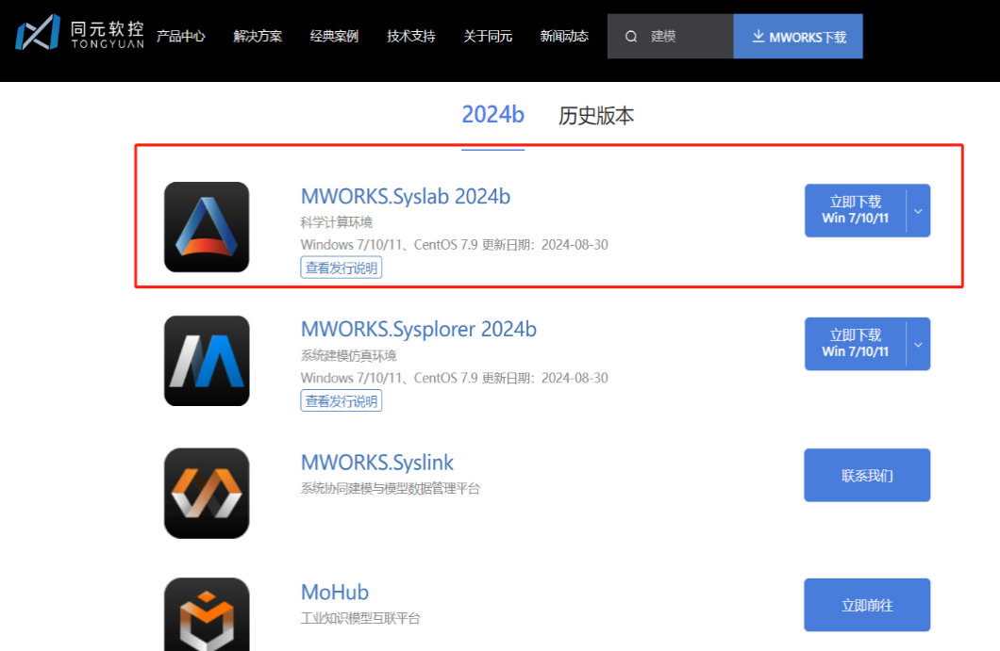 同元软控
TONGYUAN
产品中心 解决方案 经典案例 技术支持 关于同元 新闻动态 建模 MWORKS下载
2024b 历史版本
MWORKS.Syslab 2024b
科学计算环境
Windows 7/10/11、CentOS 7.9 更新日期：2024-08-30
查看发行说明
立即下载
Win 7/10/11
MWORKS.Sysplorer 2024b
系统建模仿真环境
Windows 7/10/11、CentOS 7.9 更新日期：2024-08-30
查看发行说明
立即下载
Win 7/10/11
MWORKS.Syslink
系统协同建模与模型数据管理平台
联系我们
MoHub
工业知识模型互联平台
立即前往